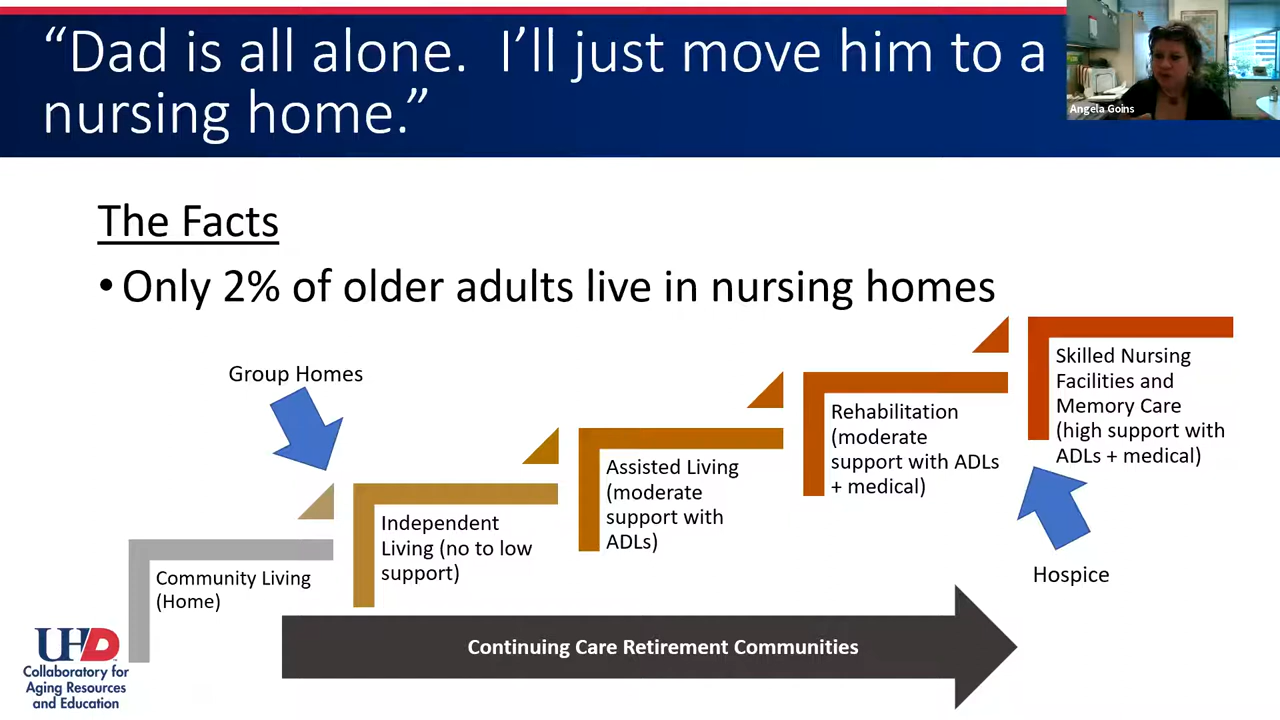 “Dad is all alone.  I’ll just move him to a
nursing home.”
Angela Goins
The Facts
• Only 2% of older adults live in nursing homes
Group Homes
Community Living
(Home)
Independent
Living (no to low
support)
Assisted Living
(moderate
support with
ADLs)
Rehabilitation
(moderate
support with ADLs
+ medical)
Skilled Nursing
Facilities and
Memory Care
(high support with
ADLs + medical)
Hospice
Continuing Care Retirement Communities
UHD
Collaboratory for
Aging Resources
and Education